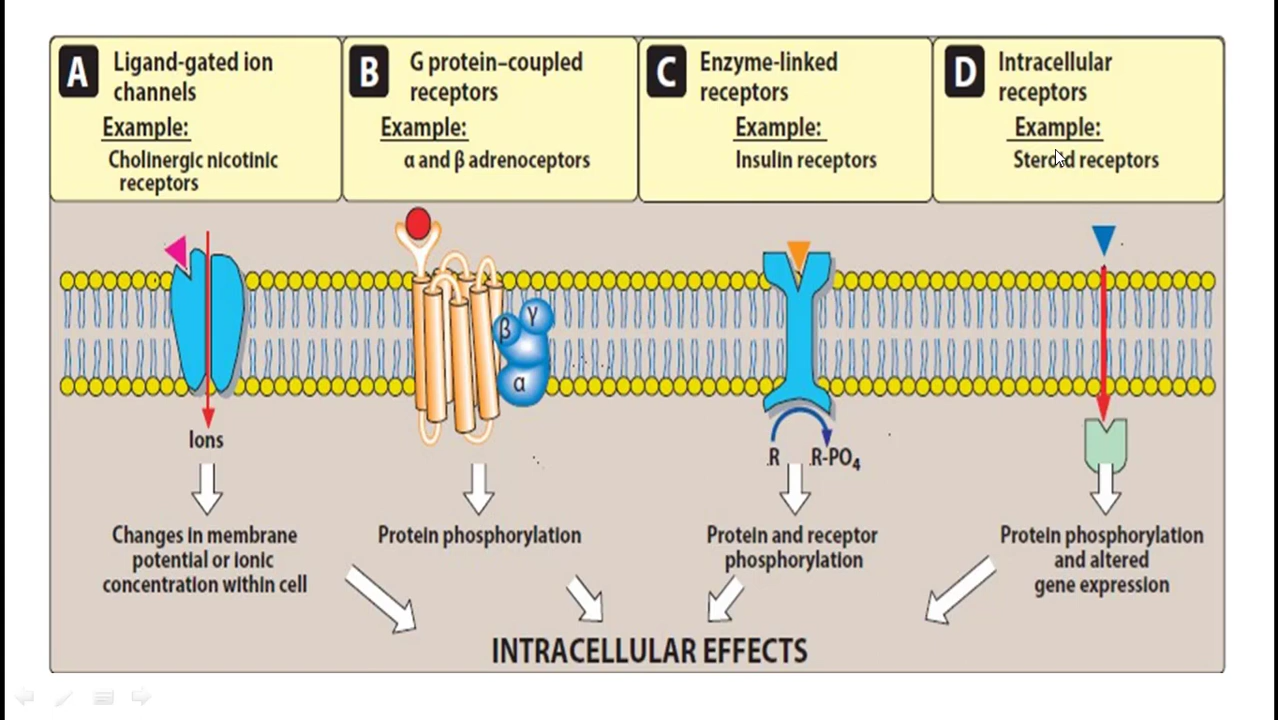 A
Ligand-gated ion
channels
Example:
Cholinergic nicotinic
receptors
B
G protein–coupled
receptors
Example:
α and β adrenoceptors
C
Enzyme-linked
receptors
Example:
Insulin receptors
D
Intracellular
receptors
Example:
Steroid receptors
β
γ
α
Ions
R R-PO4
Changes in membrane
potential or ionic
concentration within cell
Protein phosphorylation
Protein and receptor
phosphorylation
Protein phosphorylation
and altered
gene expression
INTRACELLULAR EFFECTS